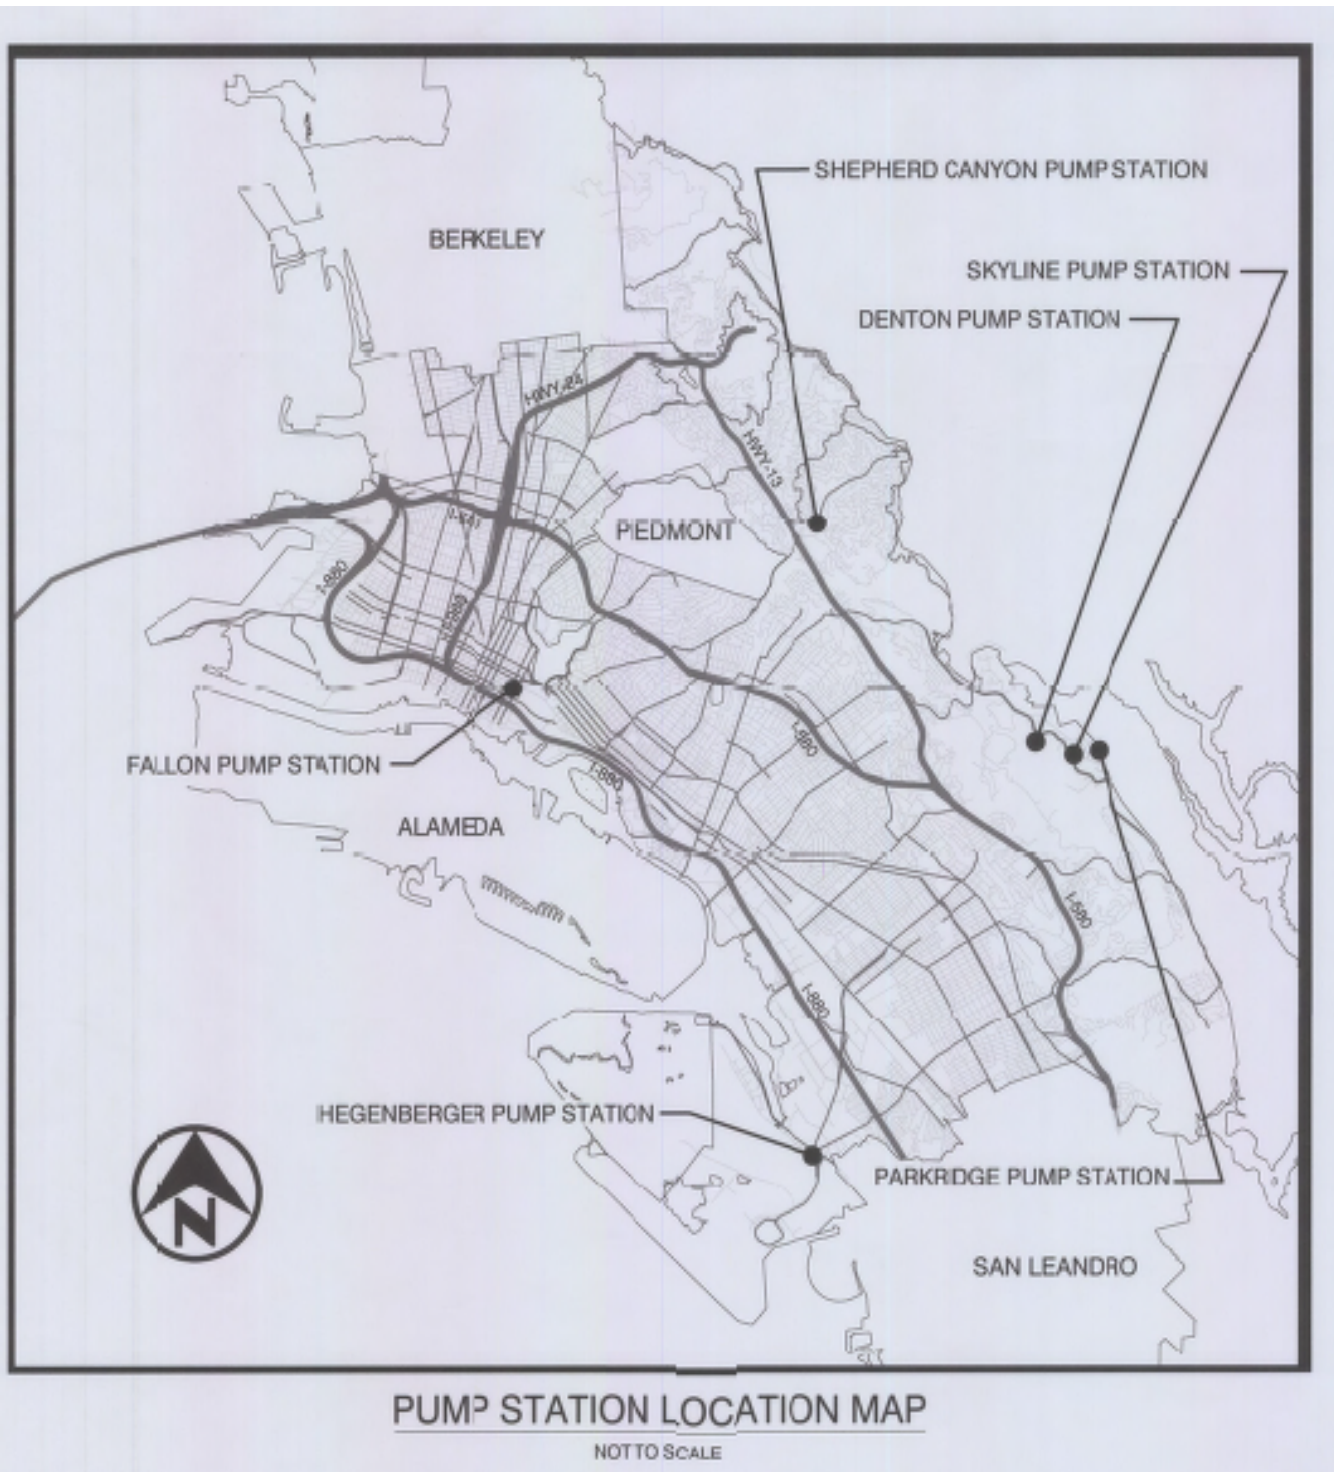 SHEPHERD CANYON PUMP STATION
BERKELEY
SKYLINE PUMP STATION
DENTON PUMP STATION
HWY-24
HWY-13
PIEDMONT
I-880
I-580
FALLON PUMP STATION
I-880
ALAMEDA
I-580
I-880
HEGENBERGER PUMP STATION
PARKRIDGE PUMP STATION
N
SAN LEANDRO
PUMP STATION LOCATION MAP
NOT TO SCALE